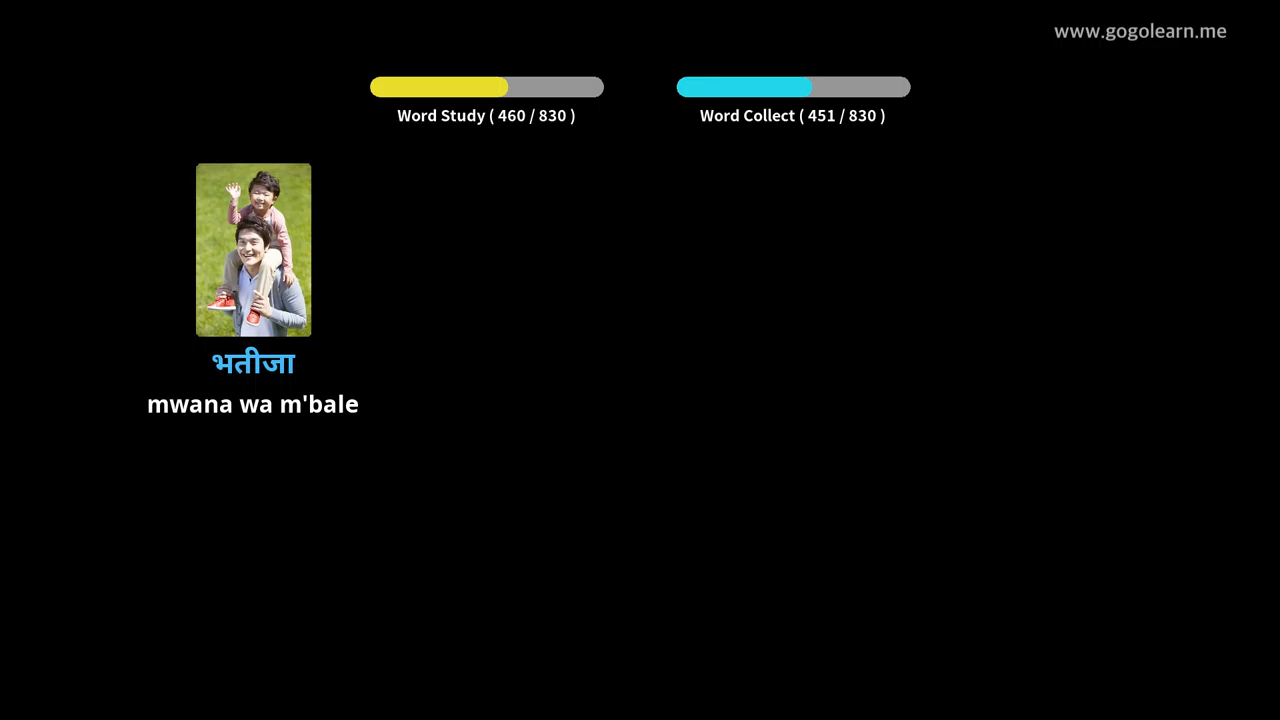 www.gogolearn.me
Word Study ( 460 / 830 )
Word Collect ( 451 / 830 )
भतीजा
mwana wa m'bale